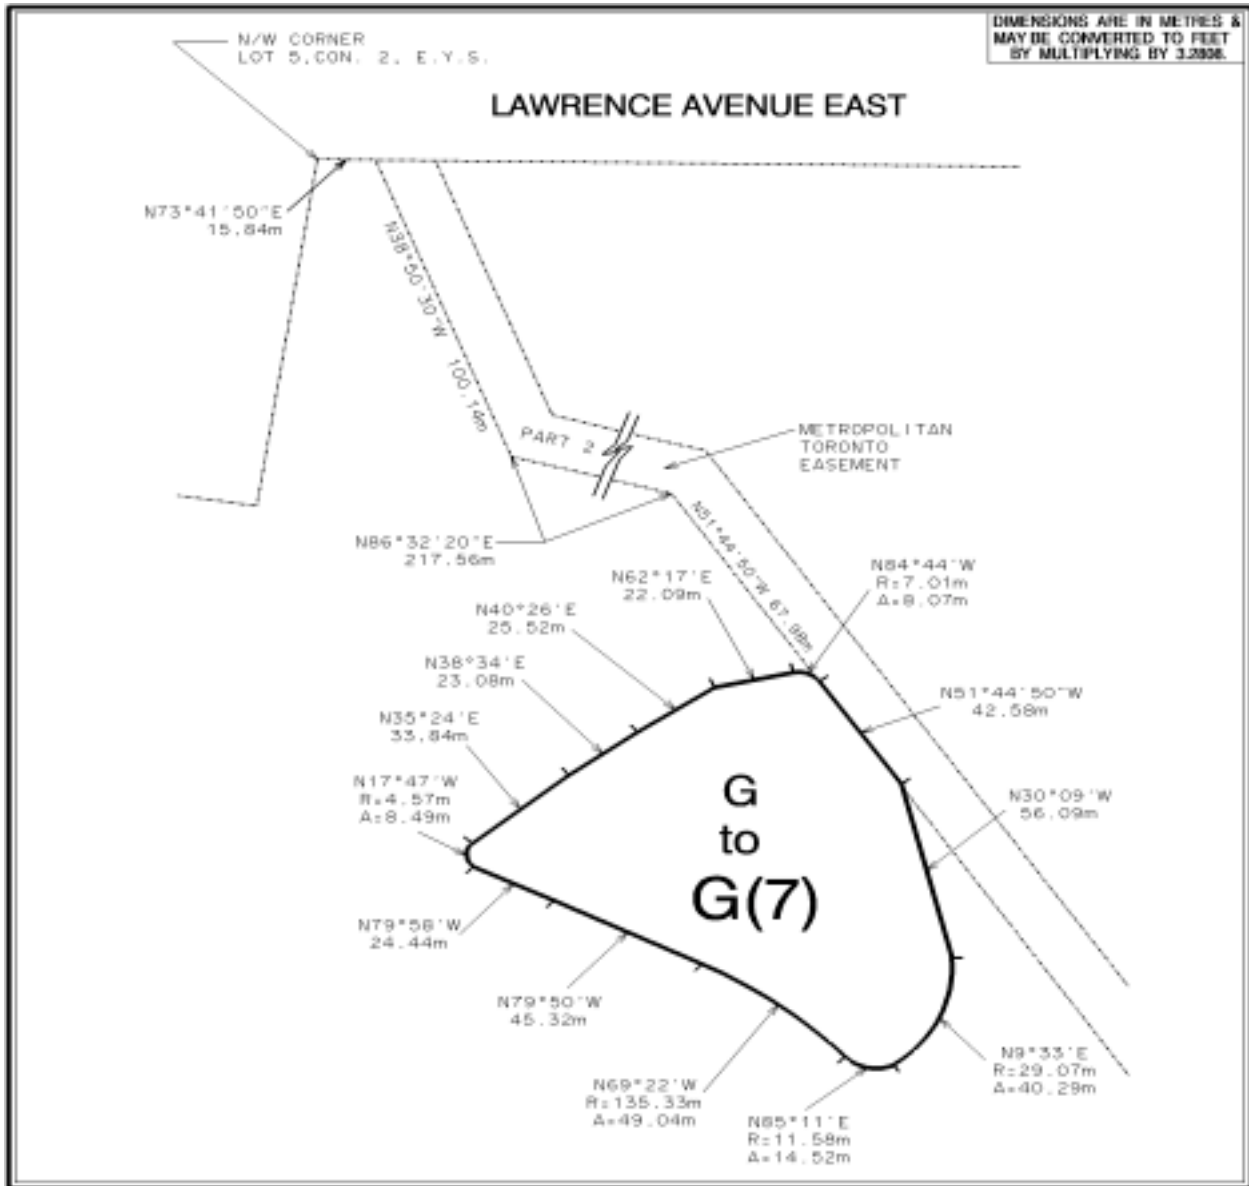 DIMENSIONS ARE IN METRES &
MAY BE CONVERTED TO FEET
BY MULTIPLYING BY 3.2808.
N/W CORNER
LOT 5,CON. 2, E.Y.S.
LAWRENCE AVENUE EAST
N73°41'50"E
15.84m
N38°50'30"W 100.14m
PART 2
METROPOLITAN
TORONTO
EASEMENT
N86°32'20"E
217.56m
N51°44'50"W 67.98m
N84°44'W
R=7.01m
A=8.07m
N62°17'E
22.09m
N40°26'E
25.52m
N38°34'E
23.08m
N51°44'50"W
42.58m
N35°24'E
33.84m
N17°47'W
R=4.57m
A=8.49m
G
to
G(7)
N30°09'W
56.09m
N79°58'W
24.44m
N79°50'W
45.32m
N69°22'W
R=135.33m
A=49.04m
N85°11'E
R=11.58m
A=14.52m
N9°33'E
R=29.07m
A=40.29m